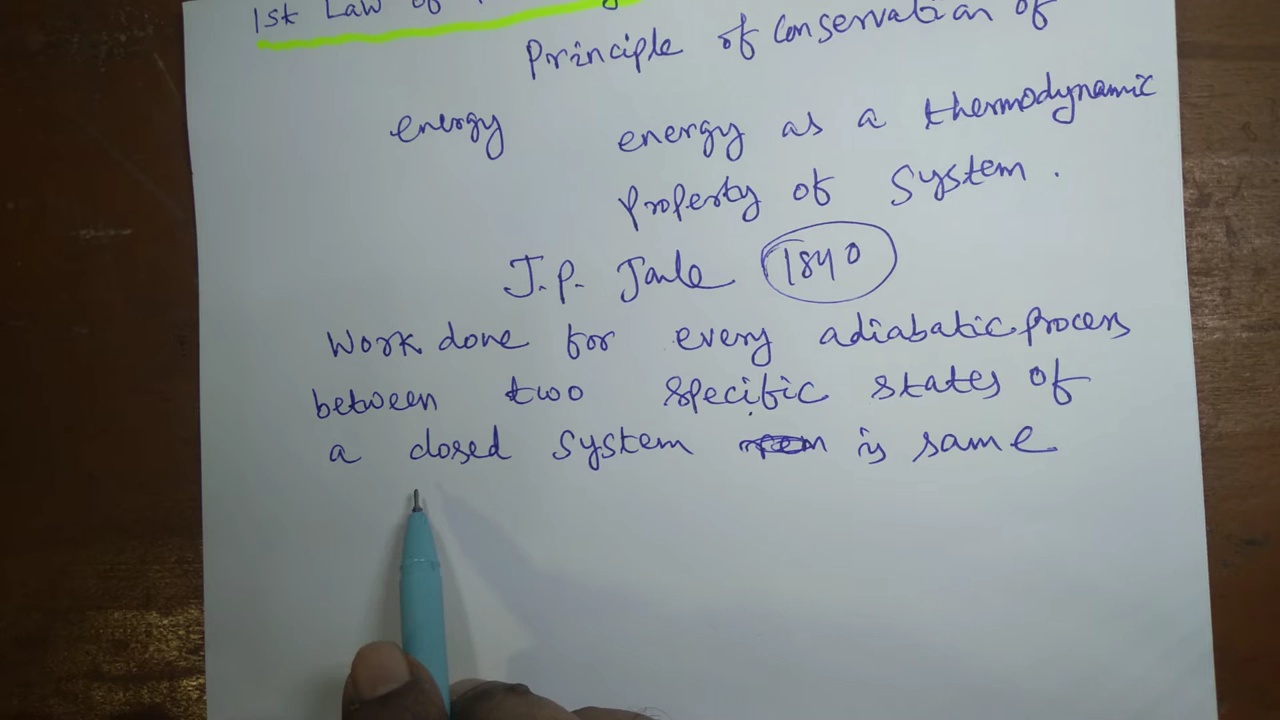 1st Law of
Principle of Conservation of
energy energy as a thermodynamic
property of System.
J.P. Joule 1840
Work done for every adiabatic process
between two specific states of
a closed system is same